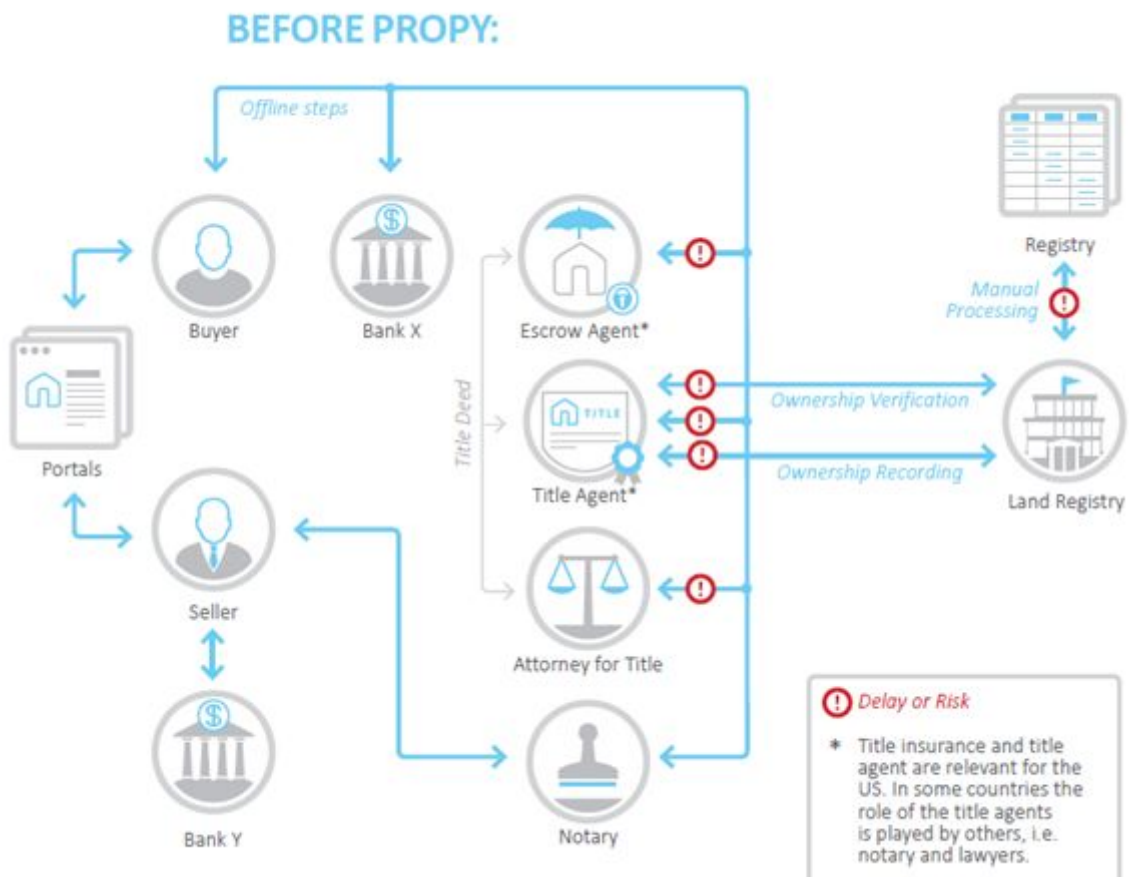 BEFORE PROPY:
Offline steps
Buyer
Bank X
Escrow Agent*
Registry
Manual
Processing
Portals
Title Deed
TITLE
Title Agent*
Ownership Verification
Ownership Recording
Land Registry
Seller
Attorney for Title
Bank Y
Notary
! Delay or Risk
* Title insurance and title
agent are relevant for the
US. In some countries the
role of the title agents
is played by others, i.e.
notary and lawyers.